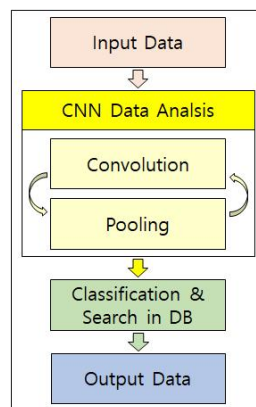 Input Data
CNN Data Analsis
Convolution
Pooling
Classification &
Search in DB
Output Data